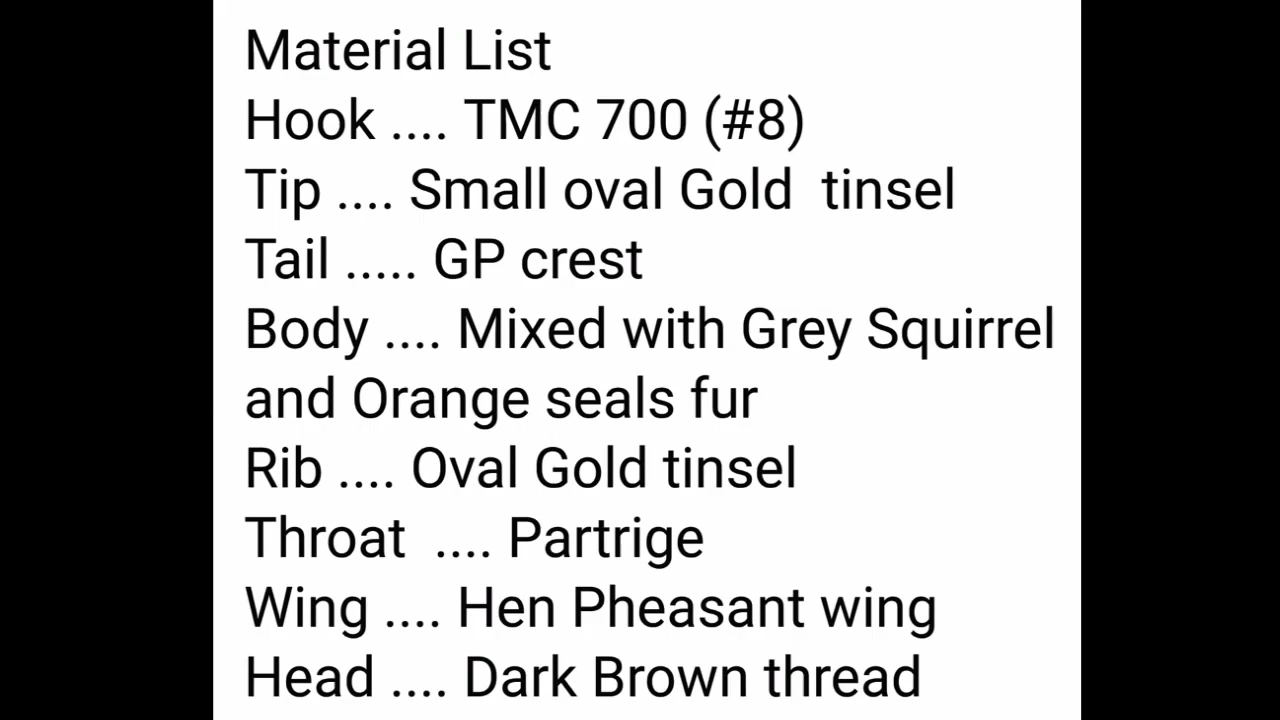 Material List
Hook .... TMC 700 (#8)
Tip .... Small oval Gold  tinsel
Tail ..... GP crest
Body .... Mixed with Grey Squirrel
and Orange seals fur
Rib .... Oval Gold tinsel
Throat  .... Partrige
Wing .... Hen Pheasant wing
Head .... Dark Brown thread